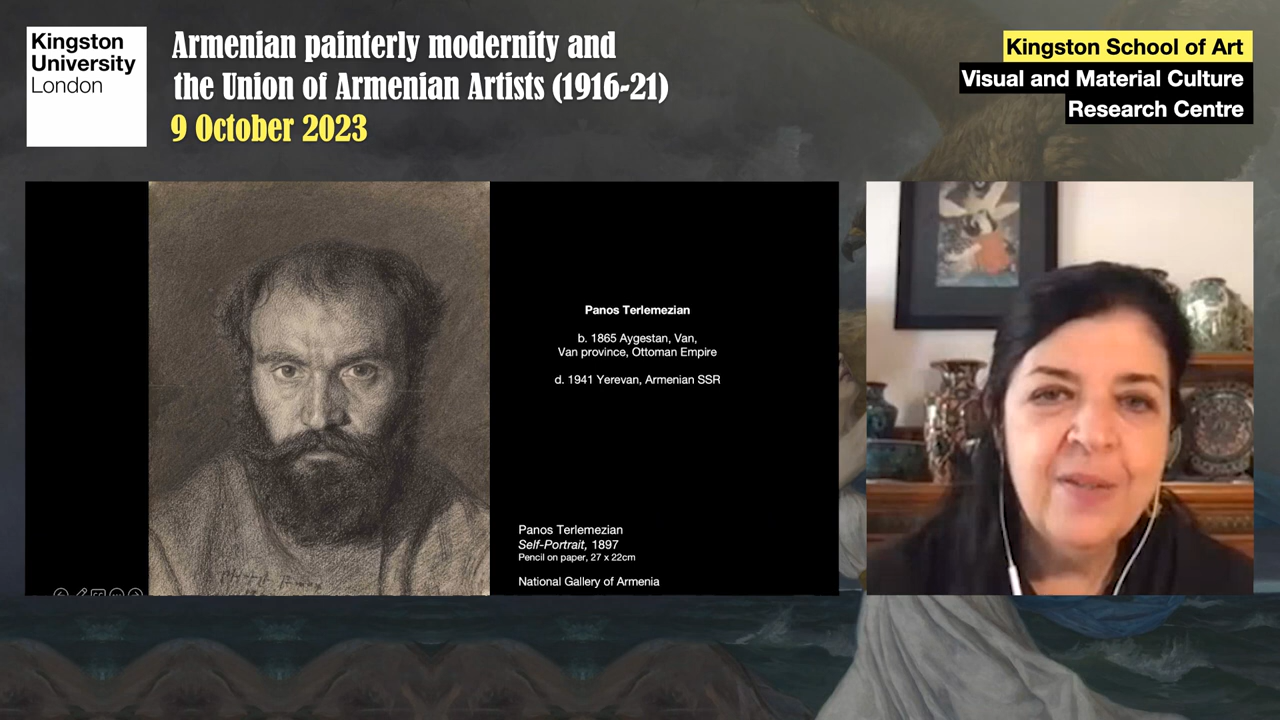 Kingston
University
London
Armenian painterly modernity and
the Union of Armenian Artists (1916-21)
9 October 2023
Kingston School of Art
Visual and Material Culture
Research Centre
Panos Terlemezian
b. 1865 Aygestan, Van,
Van province, Ottoman Empire
d. 1941 Yerevan, Armenian SSR
Panos Terlemezian
Self-Portrait, 1897
Pencil on paper, 27 x 22cm
National Gallery of Armenia